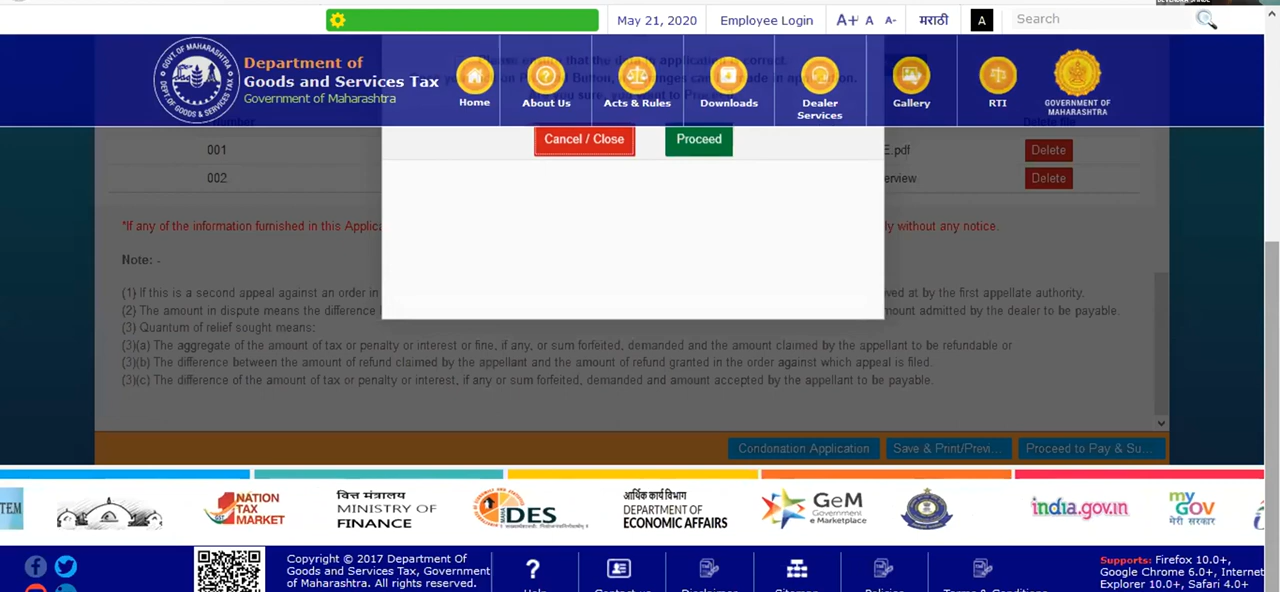 May 21, 2020
Employee Login
A+ A A-
मराठी
A
Search
Department of
Goods and Services Tax
Government of Maharashtra
Home
About Us
Acts & Rules
Downloads
Dealer
Services
Gallery
RTI
GOVERNMENT OF
MAHARASHTRA
Cancel / Close
Proceed
001
E.pdf
Delete
002
erview
Delete
*If any of the information furnished in this Applica
ly without any notice.
Note: -
(1) If this is a second appeal against an order in
ved at by the first appellate authority.
(2) The amount in dispute means the difference
mount admitted by the dealer to be payable.
(3) Quantum of relief sought means:
(3)(a) The aggregate of the amount of tax or penalty or interest or fine, if any, or sum forfeited, demanded and the amount claimed by the appellant to be refundable or
(3)(b) The difference between the amount of refund claimed by the appellant and the amount of refund granted in the order against which appeal is filed.
(3)(c) The difference of the amount of tax or penalty or interest, if any or sum forfeited, demanded and amount accepted by the appellant to be payable.
Condonation Application
Save & Print/Previ...
Proceed to Pay & Su...
TEM
NATION
TAX
MARKET
वित्त मंत्रालय
MINISTRY OF
FINANCE
DES
आर्थिक कार्य विभाग
DEPARTMENT OF
ECONOMIC AFFAIRS
GeM
Government
e Marketplace
india.gov.in
my
GOV
मेरी सरकार
Copyright © 2017 Department Of
Goods and Services Tax, Government
of Maharashtra. All rights reserved.
Supports: Firefox 10.0+,
Google Chrome 6.0+, Internet
Explorer 10.0+, Safari 4.0+